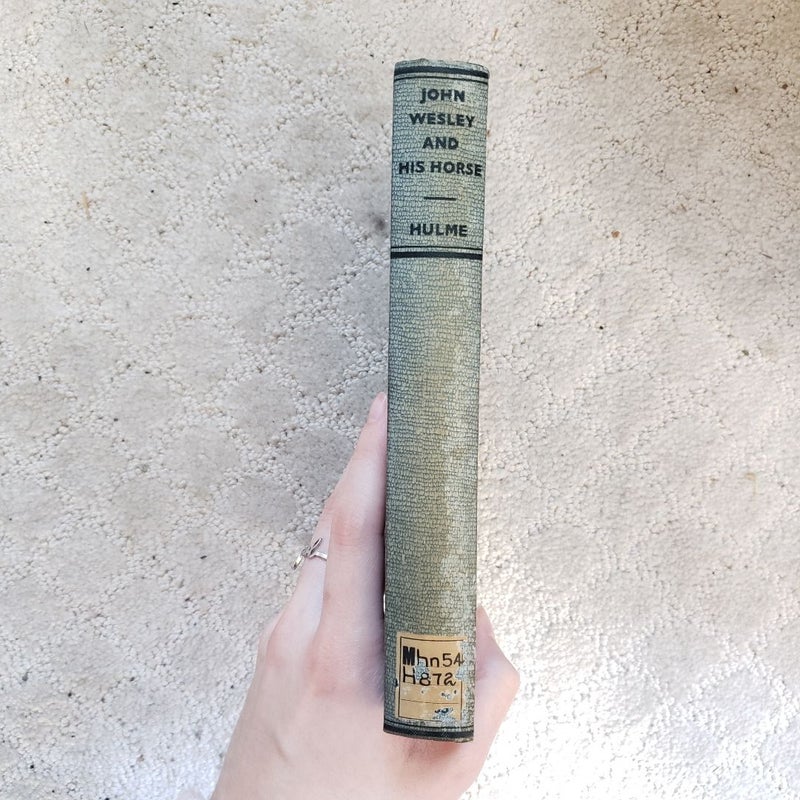 JOHN
WESLEY
AND
HIS HORSE
HULME
Mhn54
H872